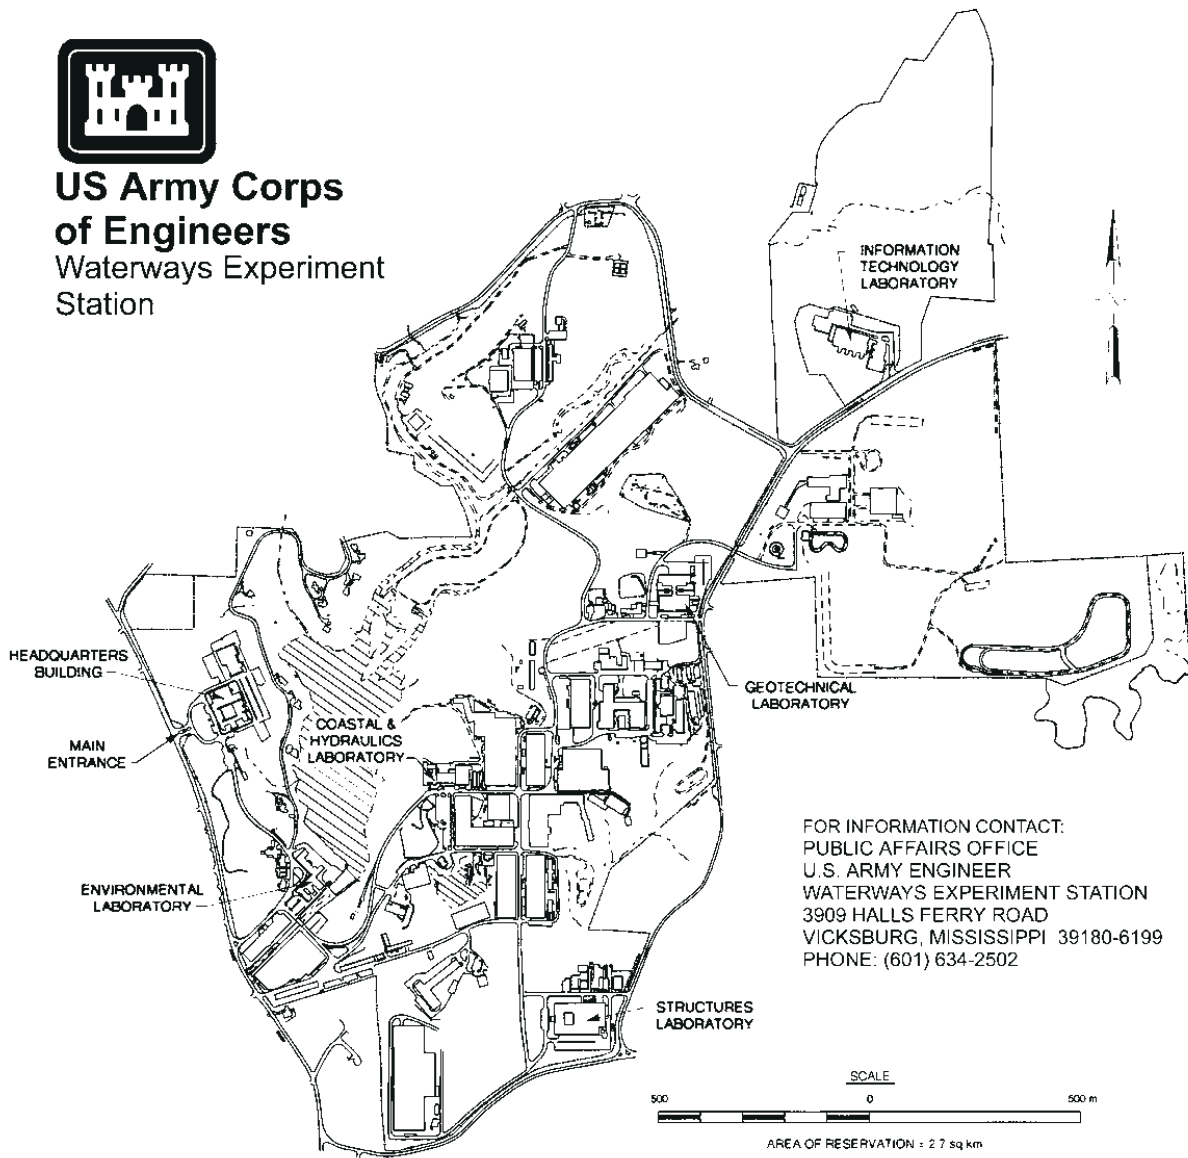 US Army Corps
of Engineers
Waterways Experiment
Station
INFORMATION
TECHNOLOGY
LABORATORY
HEADQUARTERS
BUILDING
MAIN
ENTRANCE
COASTAL &
HYDRAULICS
LABORATORY
GEOTECHNICAL
LABORATORY
ENVIRONMENTAL
LABORATORY
STRUCTURES
LABORATORY
FOR INFORMATION CONTACT:
PUBLIC AFFAIRS OFFICE
U.S. ARMY ENGINEER
WATERWAYS EXPERIMENT STATION
3909 HALLS FERRY ROAD
VICKSBURG, MISSISSIPPI 39180-6199
PHONE: (601) 634-2502
SCALE
500 0 500 m
AREA OF RESERVATION = 2.7 sq km